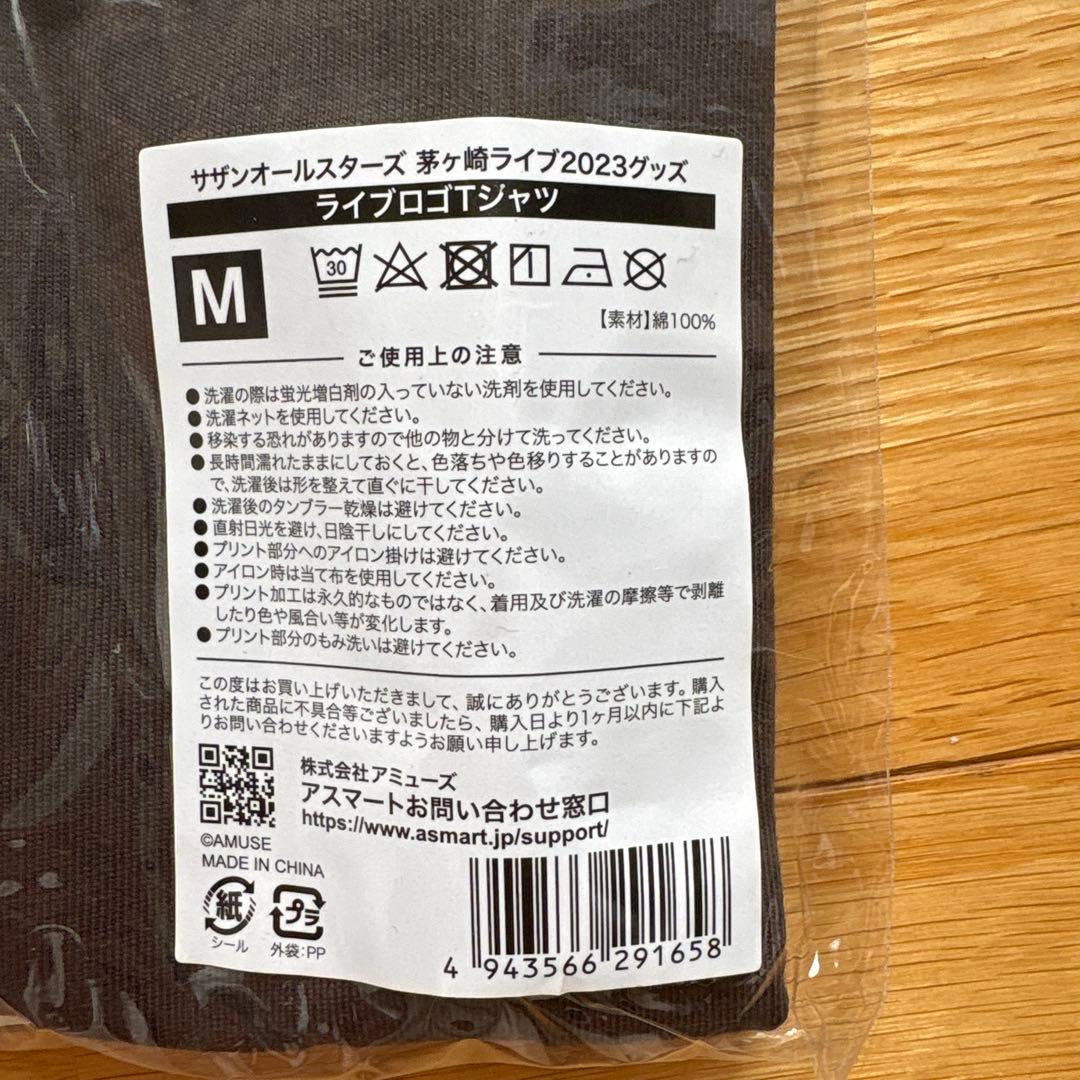 サザンオールスターズ 茅ヶ崎ライブ2023グッズ
ライブロゴTシャツ
M
30
【素材】綿100%
ご使用上の注意
●洗濯の際は蛍光増白剤の入っていない洗剤を使用してください。
●洗濯ネットを使用してください。
●移染する恐れがありますので他の物と分けて洗ってください。
●長時間濡れたままにしておくと、色落ちや色移りすることがありますの
で、洗濯後は形を整えて直ぐに干してください。
●洗濯後のタンブラー乾燥は避けてください。
●直射日光を避け、日陰干しにしてください。
●プリント部分へのアイロン掛けは避けてください。
●アイロン時は当て布を使用してください。
●プリント加工は永久的なものではなく、着用及び洗濯の摩擦等で剥離
したり色や風合い等が変化します。
●プリント部分のもみ洗いは避けてください。
この度はお買い上げいただきまして、誠にありがとうございます。購入
された商品に不具合等ございましたら、購入日より1ヶ月以内に下記よ
りお問い合わせくださいますようお願い申し上げます。
株式会社アミューズ
アスマートお問い合わせ窓口
https://www.asmart.jp/support/
©AMUSE
MADE IN CHINA
紙
シール
プラ
外袋:PP
4 943566 291658